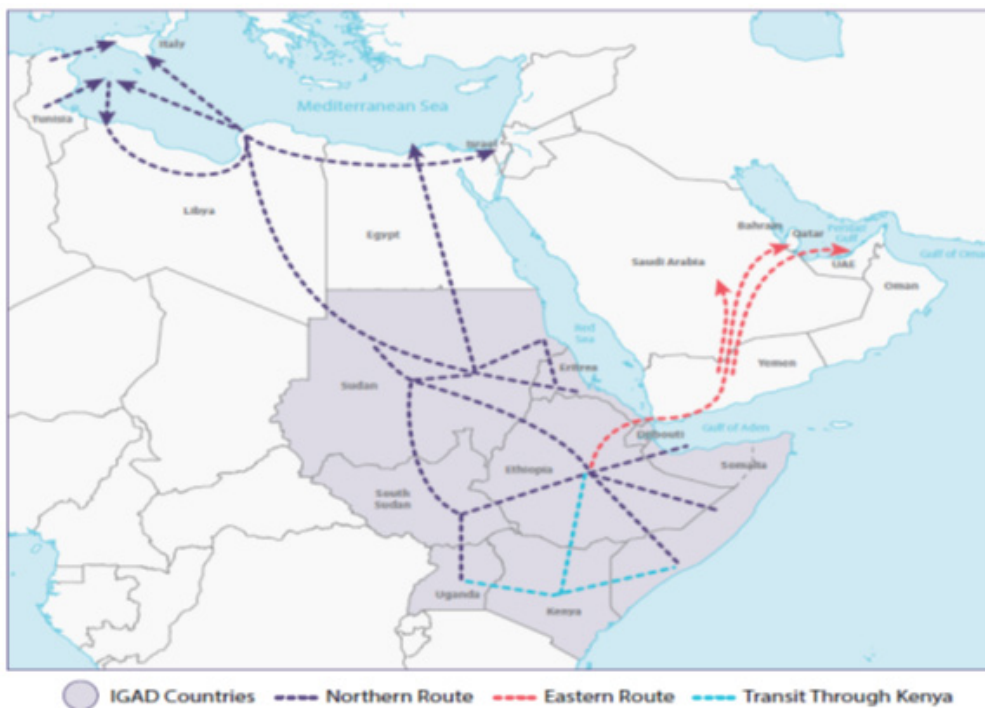 Italy
Mediterranean Sea
Tunisia
Israel
Libya
Egypt
Bahrain
Qatar
Persian
Gulf
Gulf of Oman
Saudi Arabia
UAE
Oman
Red
Sea
Yemen
Sudan
Eritrea
Gulf of Aden
Djibouti
Ethiopia
Somalia
South
Sudan
Uganda
Kenya
IGAD Countries
Northern Route
Eastern Route
Transit Through Kenya